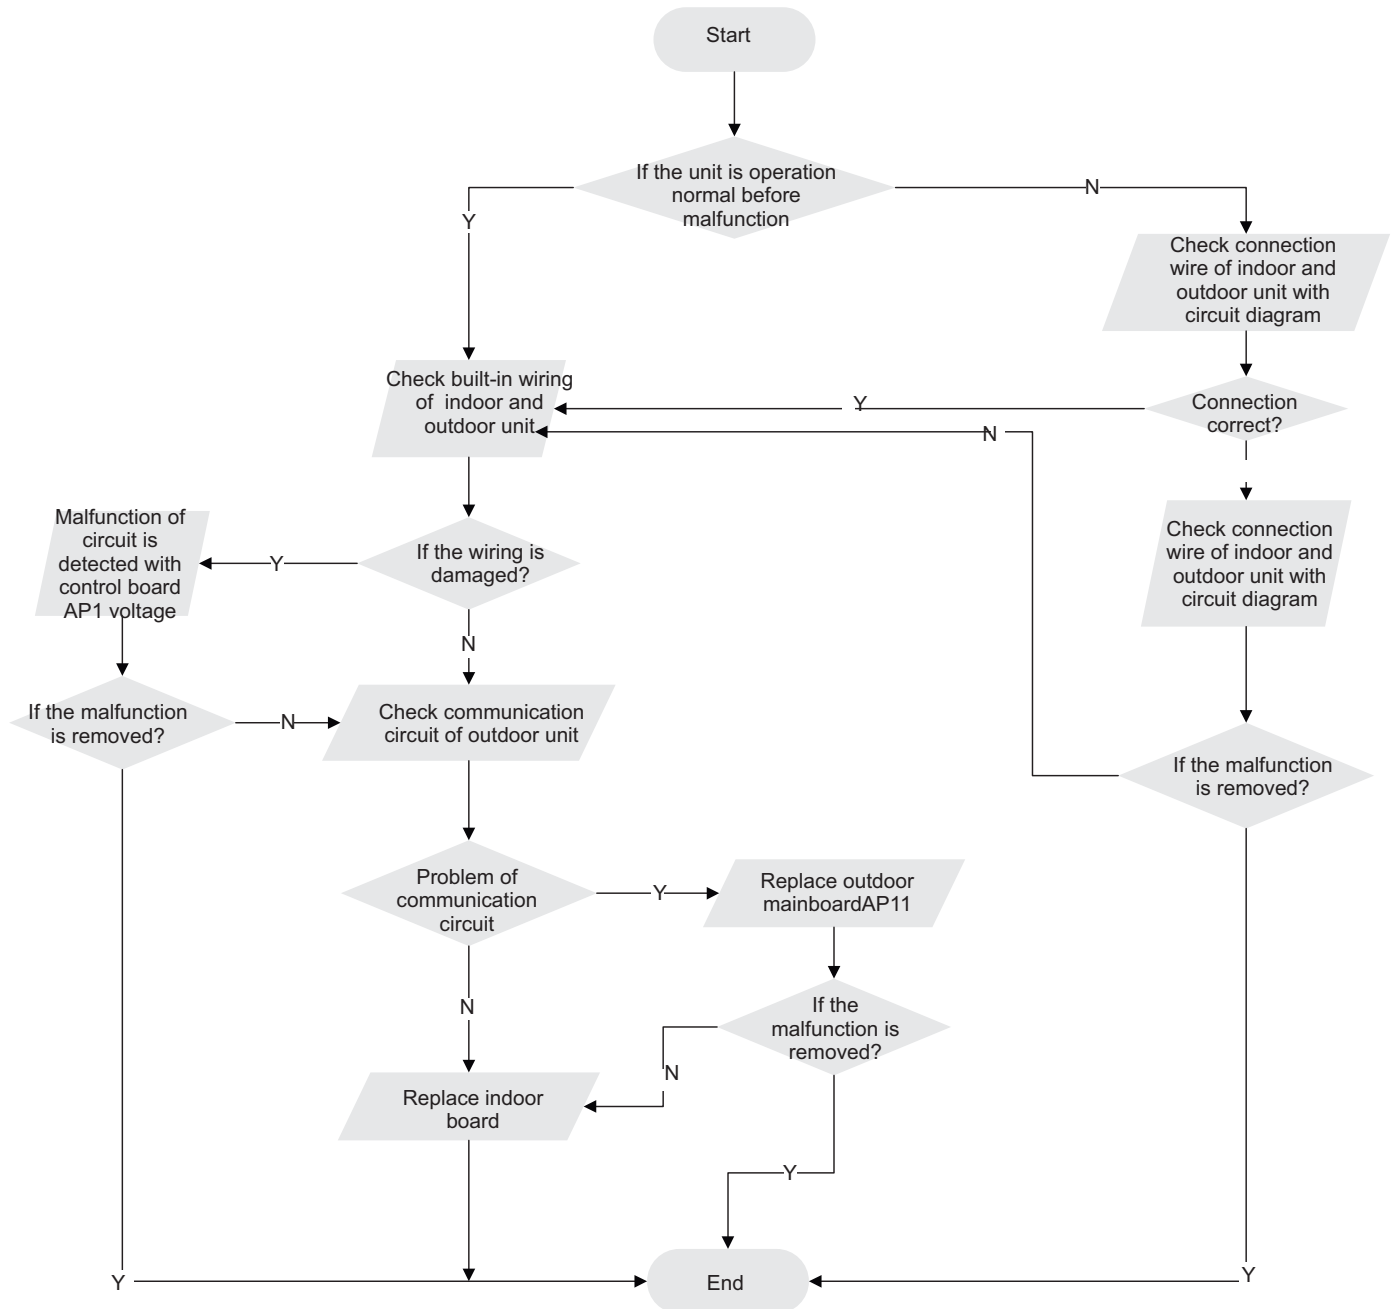 Start
If the unit is operation
normal before
malfunction
N
Y
Check connection
wire of indoor and
outdoor unit with
circuit diagram
Check built-in wiring
of indoor and
outdoor unit
Y
Connection
correct?
N
Malfunction of
circuit is
detected with
control board
AP1 voltage
Y
If the wiring is
damaged?
Check connection
wire of indoor and
outdoor unit with
circuit diagram
N
If the malfunction
is removed?
N
Check communication
circuit of outdoor unit
If the malfunction
is removed?
Problem of
communication
circuit
Y
Replace outdoor
mainboardAP11
N
If the
malfunction is
removed?
N
Replace indoor
board
Y
Y
End
Y